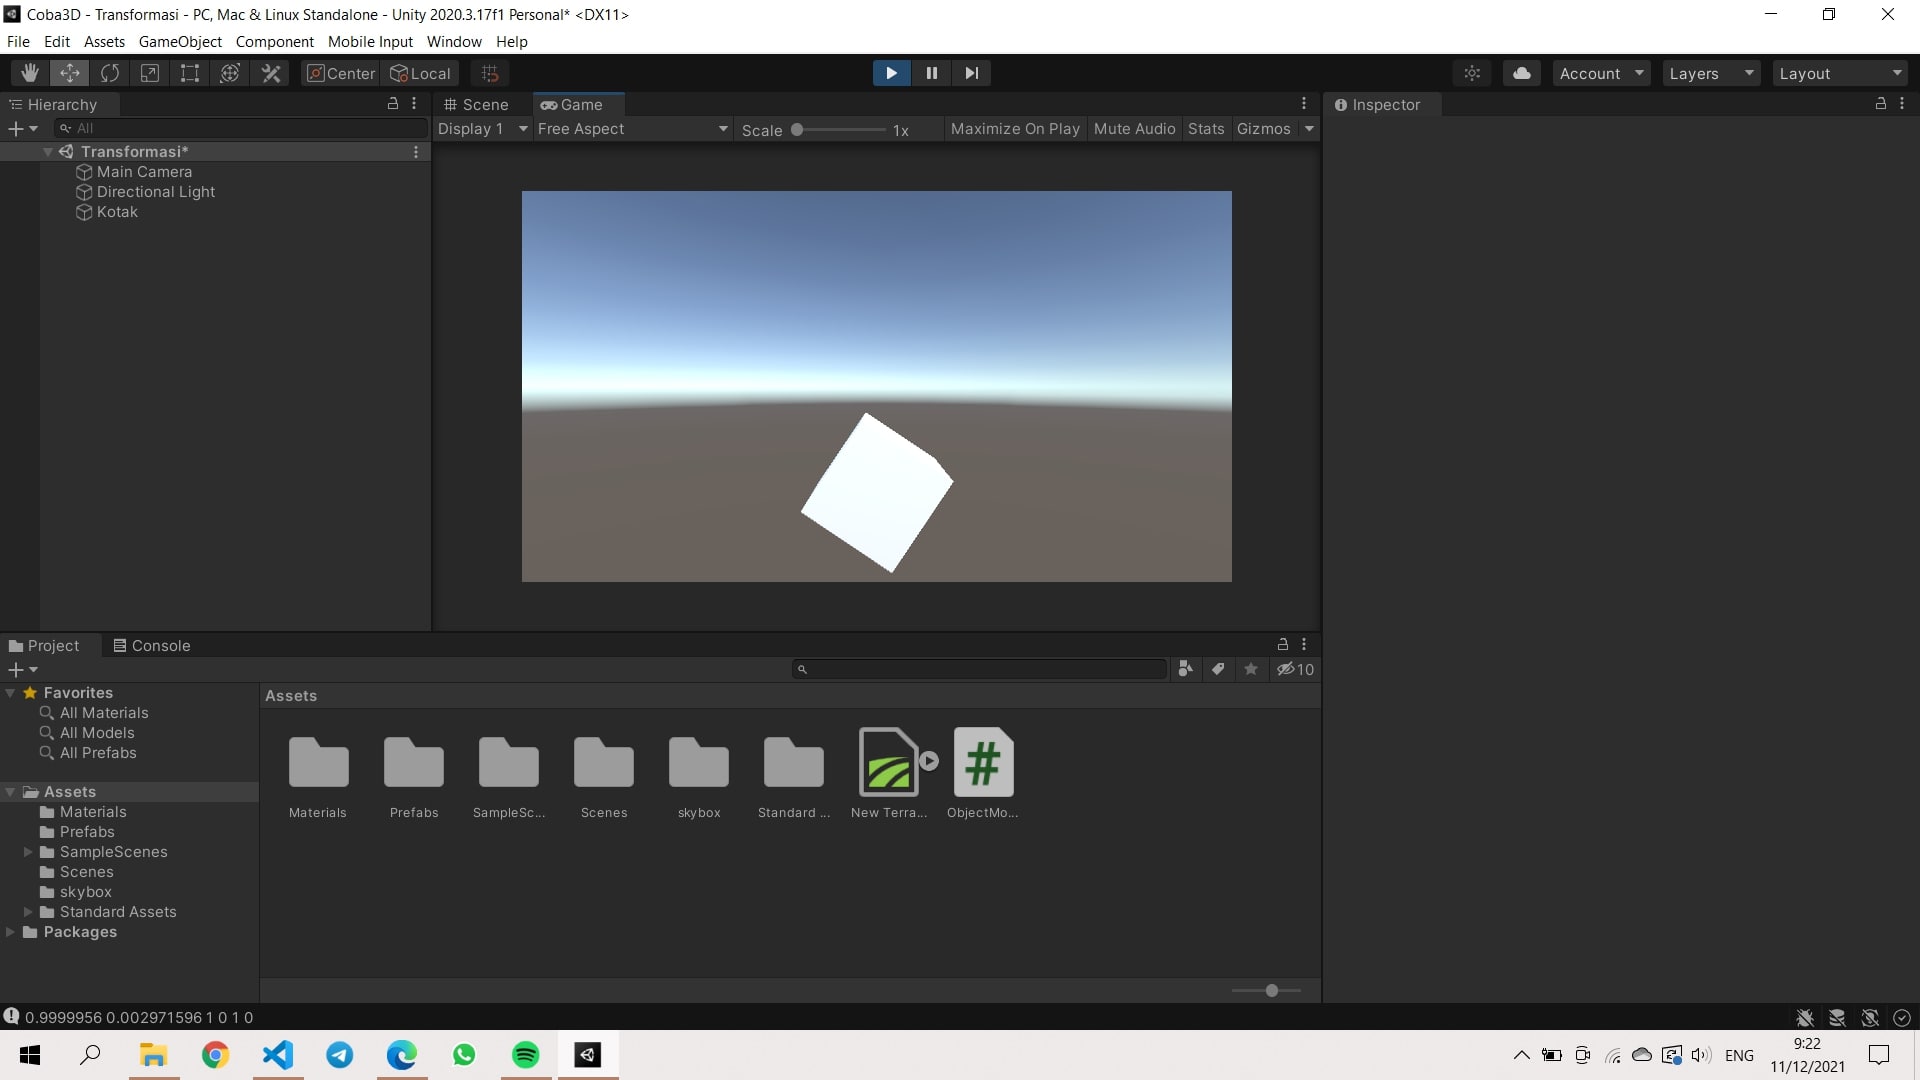 Coba3D - Transformasi - PC, Mac & Linux Standalone - Unity 2020.3.17f1 Personal* <DX11>
File Edit Assets GameObject Component Mobile Input Window Help
Center Local Account Layers Layout
Hierarchy Scene Game Inspector
All Display 1 Free Aspect Scale 1x Maximize On Play Mute Audio Stats Gizmos
Transformasi*
Main Camera
Directional Light
Kotak
Project Console
10
Favorites Assets
All Materials
All Models
All Prefabs
Assets
Materials Prefabs SampleSc... Scenes skybox Standard ... New Terra... ObjectMo...
Materials
Prefabs
SampleScenes
Scenes
skybox
Standard Assets
Packages
0.9999956 0.002971596 1 0 1 0
ENG 9:22
11/12/2021